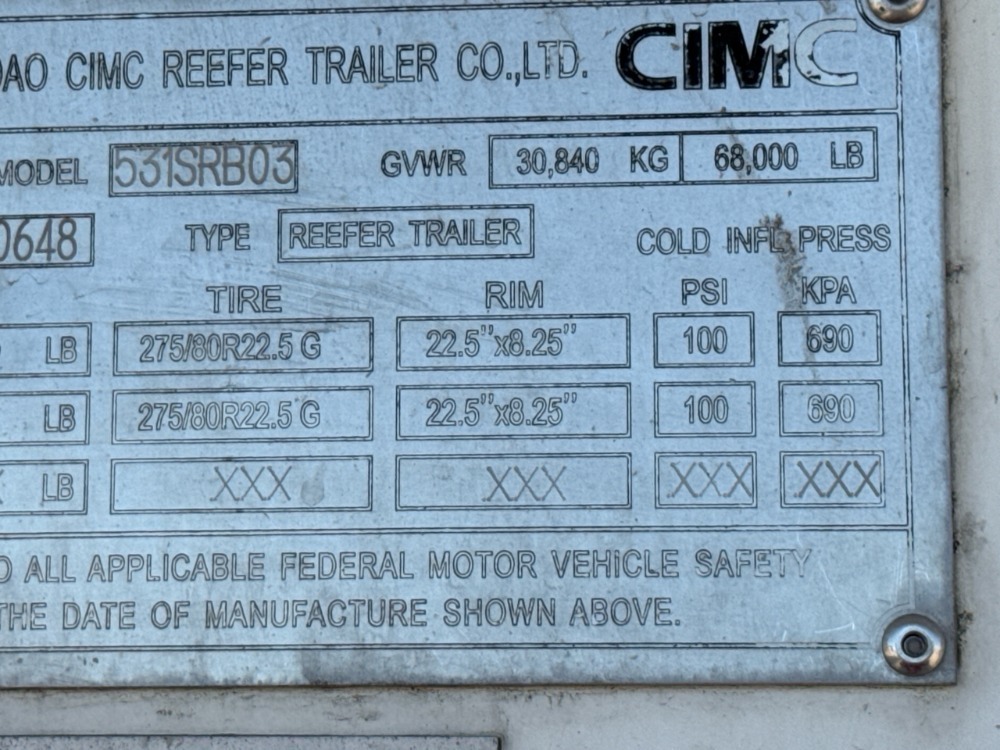 DAO CIMC REEFER TRAILER CO.,LTD. CIMC
MODEL 531SRB03 GVWR 30,840 KG 68,000 LB
0648 TYPE REEFER TRAILER COLD INFL PRESS
TIRE RIM PSI KPA
LB 275/80R22.5 G 22.5"x8.25" 100 690
LB 275/80R22.5 G 22.5"x8.25" 100 690
LB XXX XXX XXX XXX
O ALL APPLICABLE FEDERAL MOTOR VEHICLE SAFETY
THE DATE OF MANUFACTURE SHOWN ABOVE.